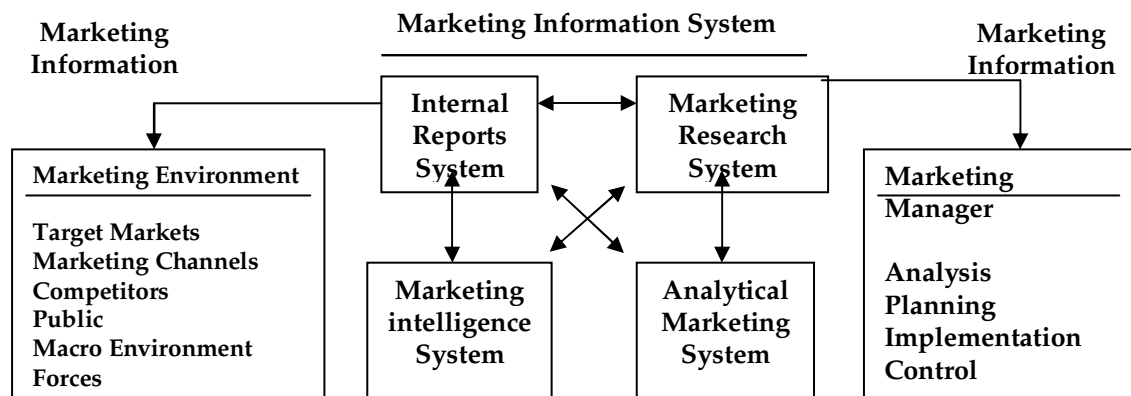 Marketing Information System
Marketing
Information
Marketing
Information
Internal
Reports
System
Marketing
Research
System
Marketing Environment
Target Markets
Marketing Channels
Competitors
Public
Macro Environment
Forces
Marketing
intelligence
System
Analytical
Marketing
System
Marketing
Manager
Analysis
Planning
Implementation
Control